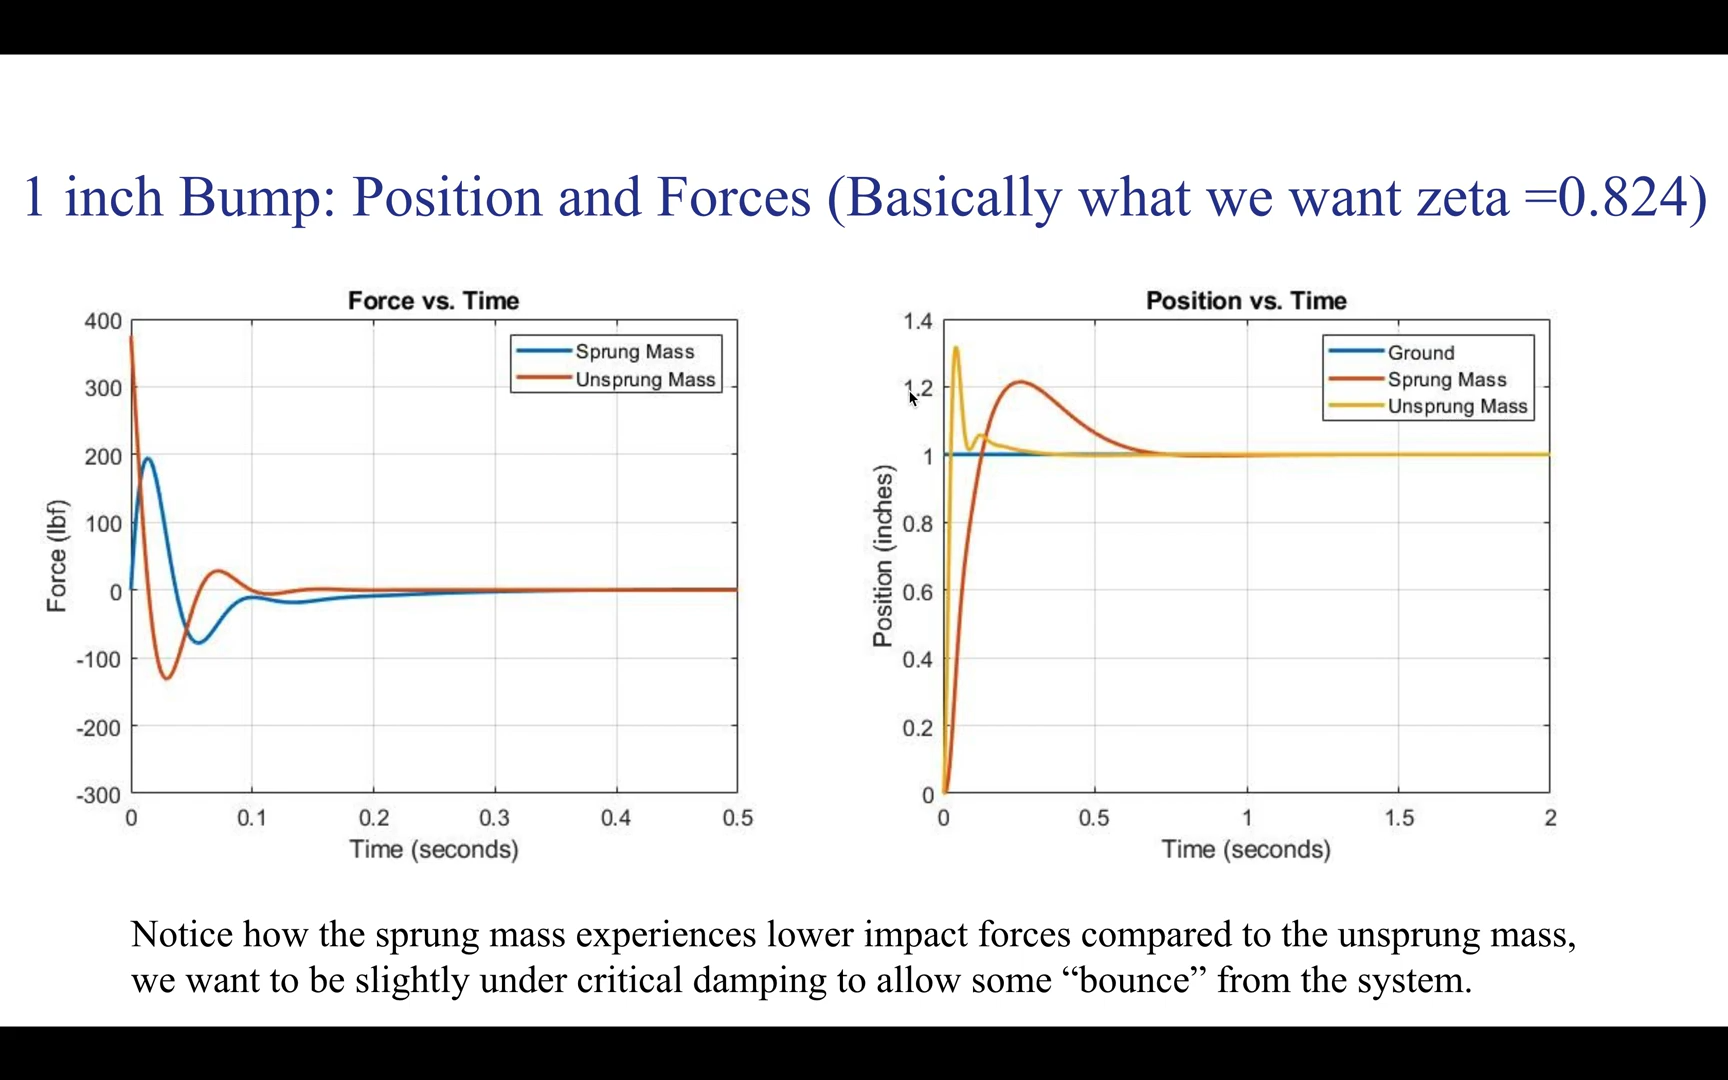 1 inch Bump: Position and Forces (Basically what we want zeta =0.824)
Force vs. Time
400
300
200
100
0
-100
-200
-300
Force (lbf)
Sprung Mass
Unsprung Mass
0 0.1 0.2 0.3 0.4 0.5
Time (seconds)
Position vs. Time
1.4
1.2
1
0.8
0.6
0.4
0.2
0
Position (inches)
Ground
Sprung Mass
Unsprung Mass
0 0.5 1 1.5 2
Time (seconds)
Notice how the sprung mass experiences lower impact forces compared to the unsprung mass,
we want to be slightly under critical damping to allow some “bounce” from the system.